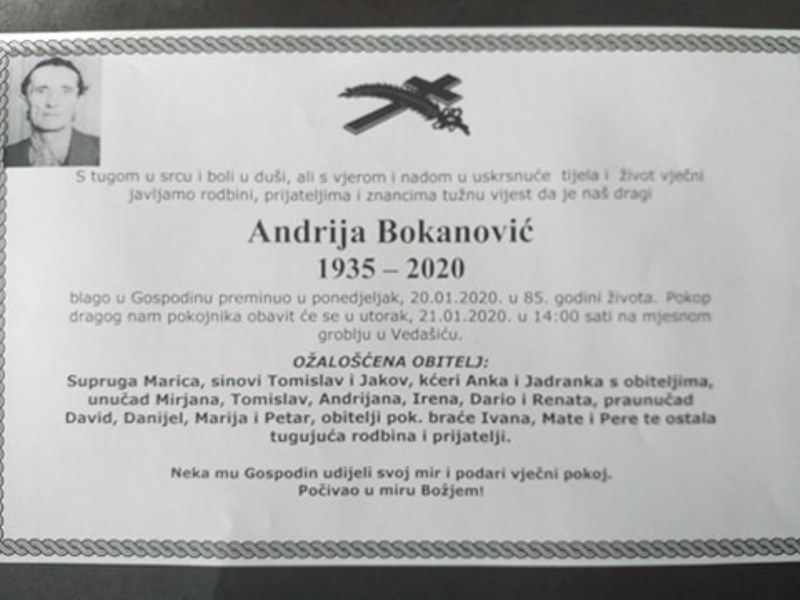 S tugom u srcu i boli u duši, ali s vjerom i nadom u uskrsnuće tijela i život vječni
javljamo rodbini, prijateljima i znancima tužnu vijest da je naš dragi
Andrija Bokanović
1935 – 2020
blago u Gospodinu preminuo u ponedjeljak, 20.01.2020. u 85. godini života. Pokop
dragog nam pokojnika obavit će se u utorak, 21.01.2020. u 14:00 sati na mjesnom
groblju u Vedašiću.
OŽALOŠĆENA OBITELJ:
Supruga Marica, sinovi Tomislav i Jakov, kćeri Anka i Jadranka s obiteljima,
unučad Mirjana, Tomislav, Andrijana, Irena, Dario i Renata, praunučad
David, Danijel, Marija i Petar, obitelji pok. braće Ivana, Mate i Pere te ostala
tugujuća rodbina i prijatelji.
Neka mu Gospodin udijeli svoj mir i podari vječni pokoj.
Počivao u miru Božjem!